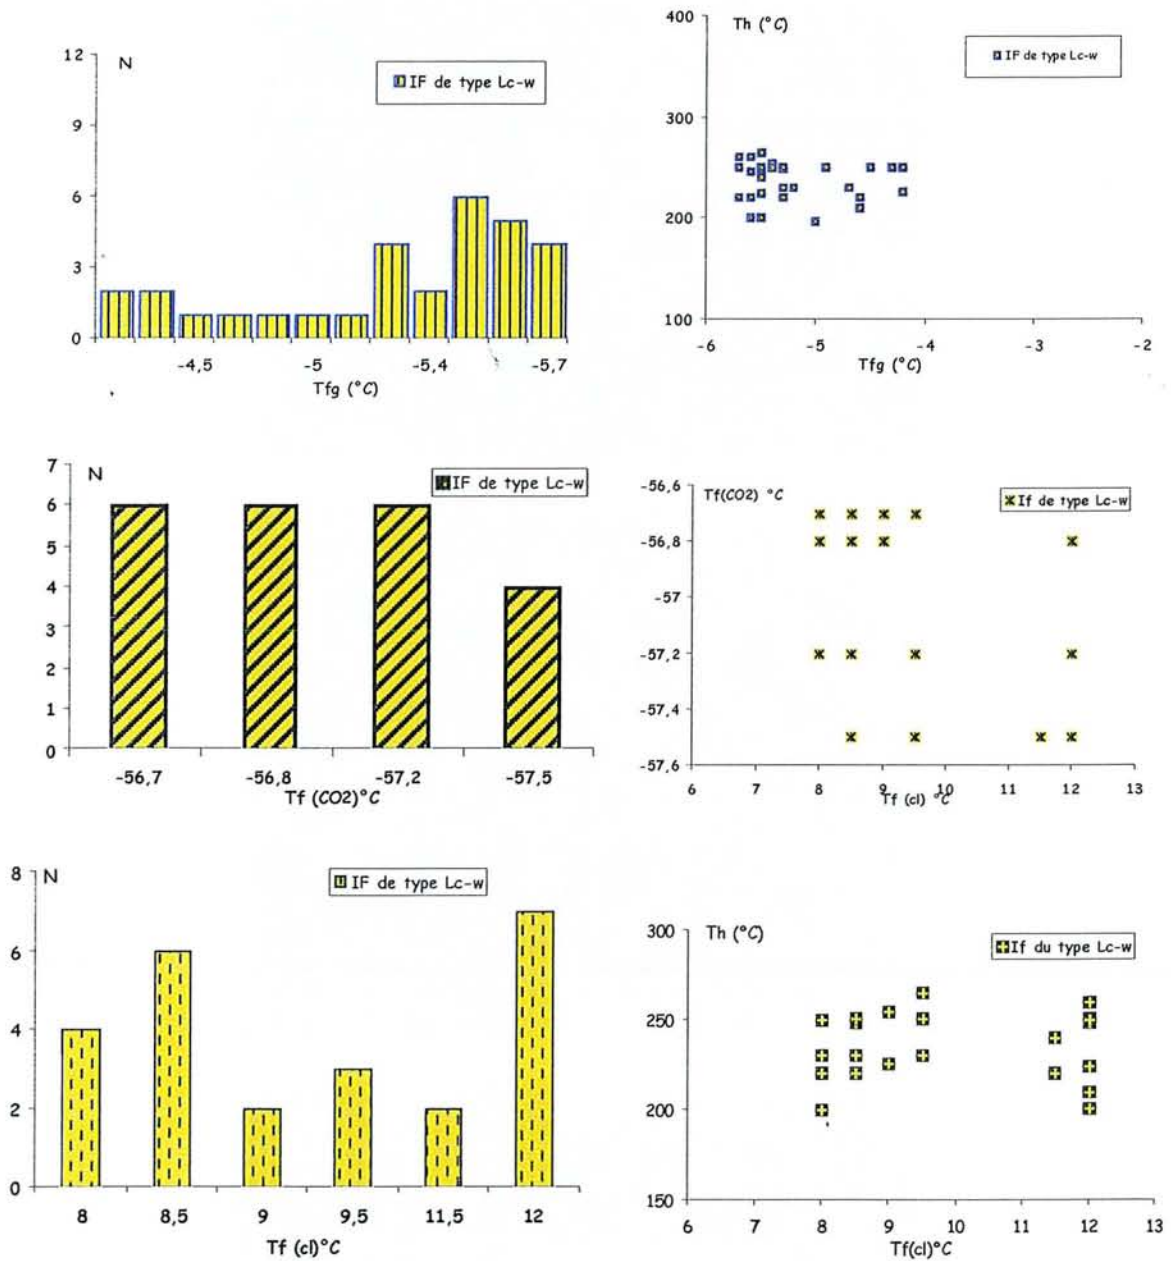 12
N
IF de type Lc-w
9
6
3
0
-4,5 -5 -5,4 -5,7
Tfg (°C)
400
Th (°C)
IF de type Lc-w
300
200
100
-6 -5 -4 -3 -2
Tfg (°C)
7
N
IF de type Lc-w
6
5
4
3
2
1
0
-56,7 -56,8 -57,2 -57,5
Tf (CO2)°C
-56,6
Tf(CO2) °C
If de type Lc-w
-56,8
-57
-57,2
-57,4
-57,6
6 7 8 9 10 11 12 13
Tf (cl) °C
8
N
IF de type Lc-w
6
4
2
0
8 8,5 9 9,5 11,5 12
Tf (cl)°C
300
Th (°C)
If du type Lc-w
250
200
150
6 7 8 9 10 11 12 13
Tf(cl)°C